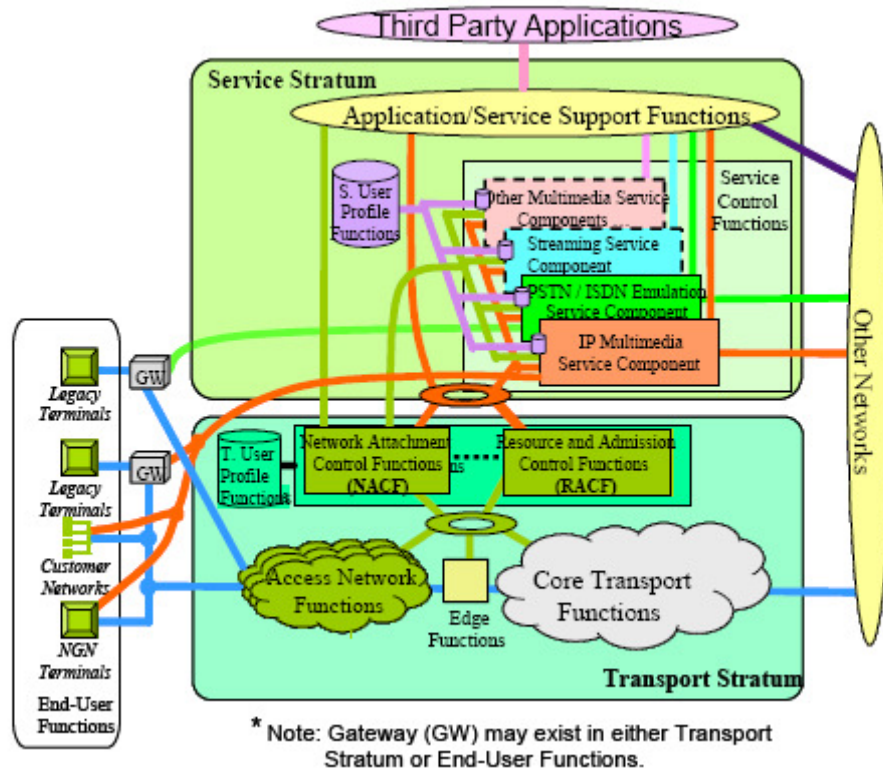 Third Party Applications
Service Stratum
Application/Service Support Functions
S. User
Profile
Functions
Other Multimedia Service
Components
Service
Control
Functions
Streaming Service
Component
PSTN / ISDN Emulation
Service Component
IP Multimedia
Service Component
Other Networks
GW
Legacy
Terminals
GW
Legacy
Terminals
Customer
Networks
NGN
Terminals
End-User
Functions
T. User
Profile
Functions
Network Attachment
Control Functions
(NACF)
Resource and Admission
Control Functions
(RACF)
Access Network
Functions
Edge
Functions
Core Transport
Functions
Transport Stratum
* Note: Gateway (GW) may exist in either Transport
Stratum or End-User Functions.